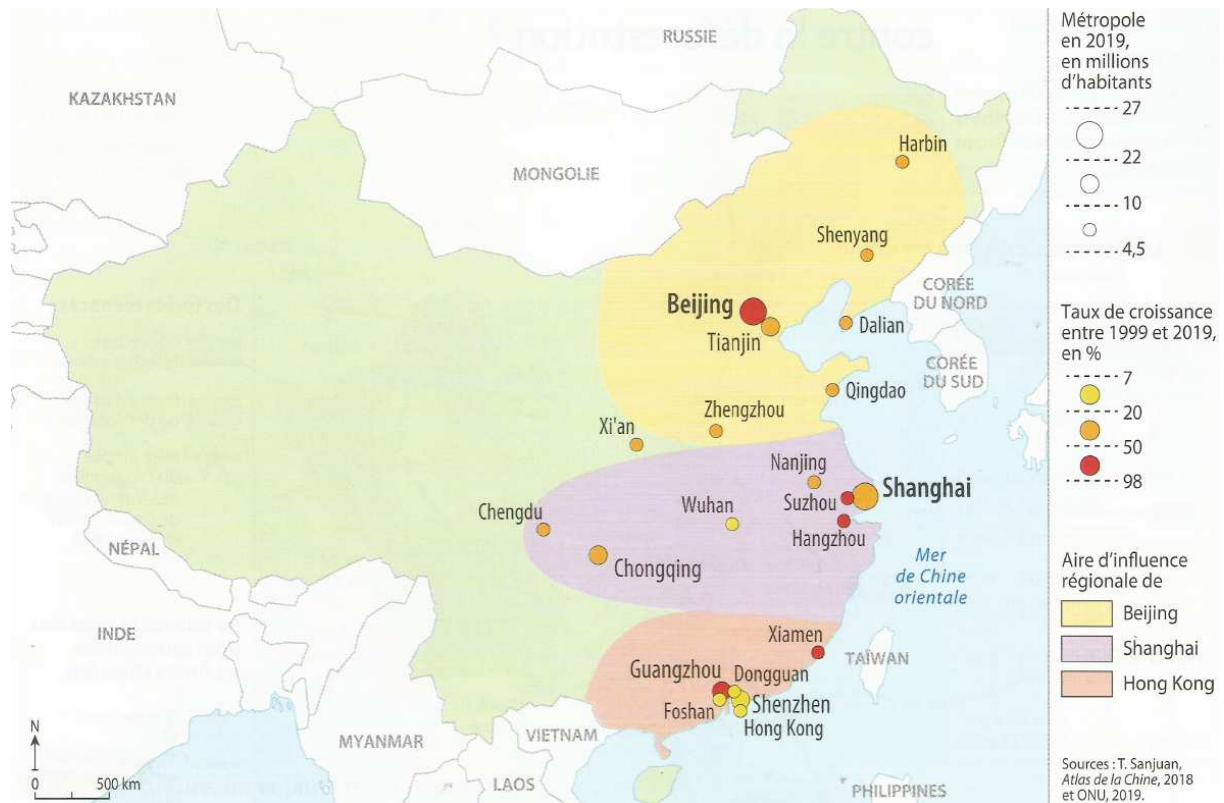 RUSSIE
KAZAKHSTAN
MONGOLIE
Harbin
Shenyang
CORÉE
DU NORD
Beijing
Tianjin
Dalian
CORÉE
DU SUD
Qingdao
Zhengzhou
Xi'an
Nanjing
Shanghai
Suzhou
Wuhan
Chengdu
Hangzhou
Chongqing
NÉPAL
Mer
de Chine
orientale
INDE
Xiamen
TAÏWAN
Guangzhou
Dongguan
Shenzhen
Foshan
Hong Kong
MYANMAR
VIETNAM
LAOS
PHILIPPINES
N
0 500 km
Métropole
en 2019,
en millions
d'habitants
27
22
10
4,5
Taux de croissance
entre 1999 et 2019,
en %
7
20
50
98
Aire d'influence
régionale de
Beijing
Shanghai
Hong Kong
Sources : T. Sanjuan,
Atlas de la Chine, 2018
et ONU, 2019.